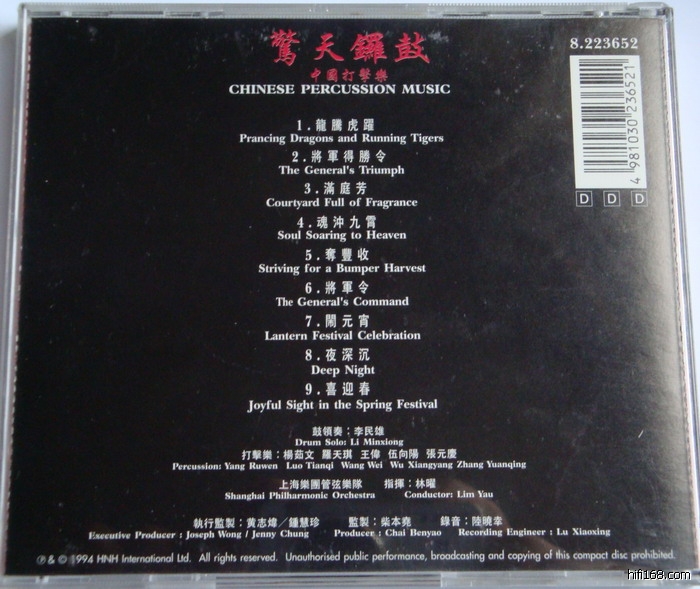 驚天鑼鼓
中國打擊樂
CHINESE PERCUSSION MUSIC
8.223652
4 981030 236521
D D D
1.龍騰虎躍
Prancing Dragons and Running Tigers
2.將軍得勝令
The General's Triumph
3.滿庭芳
Courtyard Full of Fragrance
4.魂沖九霄
Soul Soaring to Heaven
5.奪豐收
Striving for a Bumper Harvest
6.將軍令
The General's Command
7.鬧元宵
Lantern Festival Celebration
8.夜深沉
Deep Night
9.喜迎春
Joyful Sight in the Spring Festival
鼓領奏:李民雄
Drum Solo: Li Minxiong
打擊樂:楊茹文 羅天琪 王偉 伍向陽 張元慶
Percussion: Yang Ruwen Luo Tianqi Wang Wei Wu Xiangyang Zhang Yuanqing
上海樂團管弦樂隊 指揮:林曜
Shanghai Philharmonic Orchestra Conductor: Lim Yau
執行監製:黃志煒/鍾慧珍 監製:柴本堯 錄音:陸曉幸
Executive Producer : Joseph Wong / Jenny Chung Producer : Chai Benyao Recording Engineer : Lu Xiaoxing
℗ & © 1994 HNH International Ltd. All rights reserved. Unauthorised public performance, broadcasting and copying of this compact disc prohibited.
hifi168.com